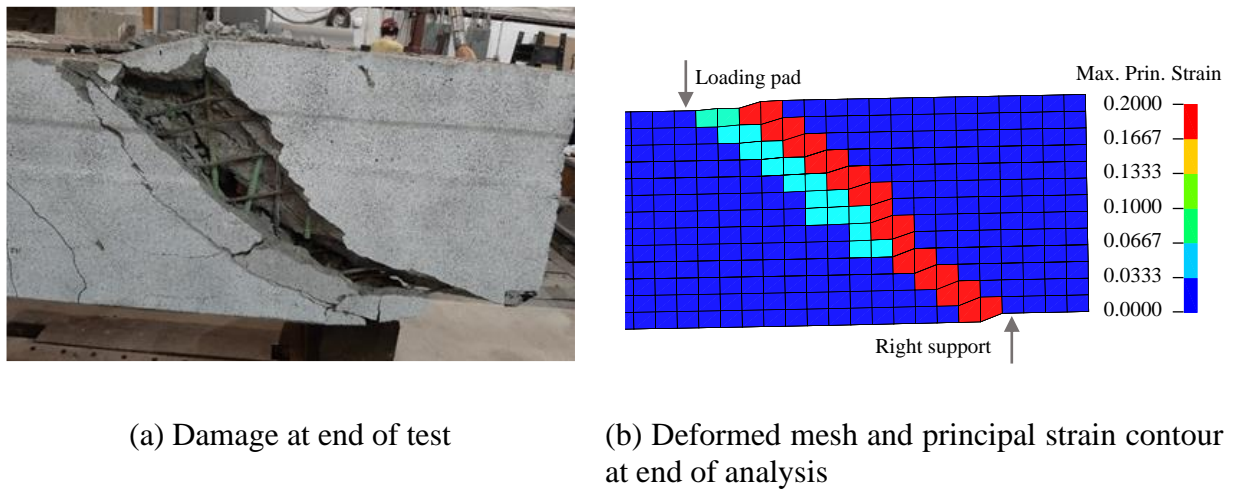 Loading pad
Max. Prin. Strain
0.2000
0.1667
0.1333
0.1000
0.0667
0.0333
0.0000
Right support
(a) Damage at end of test
(b) Deformed mesh and principal strain contour
at end of analysis